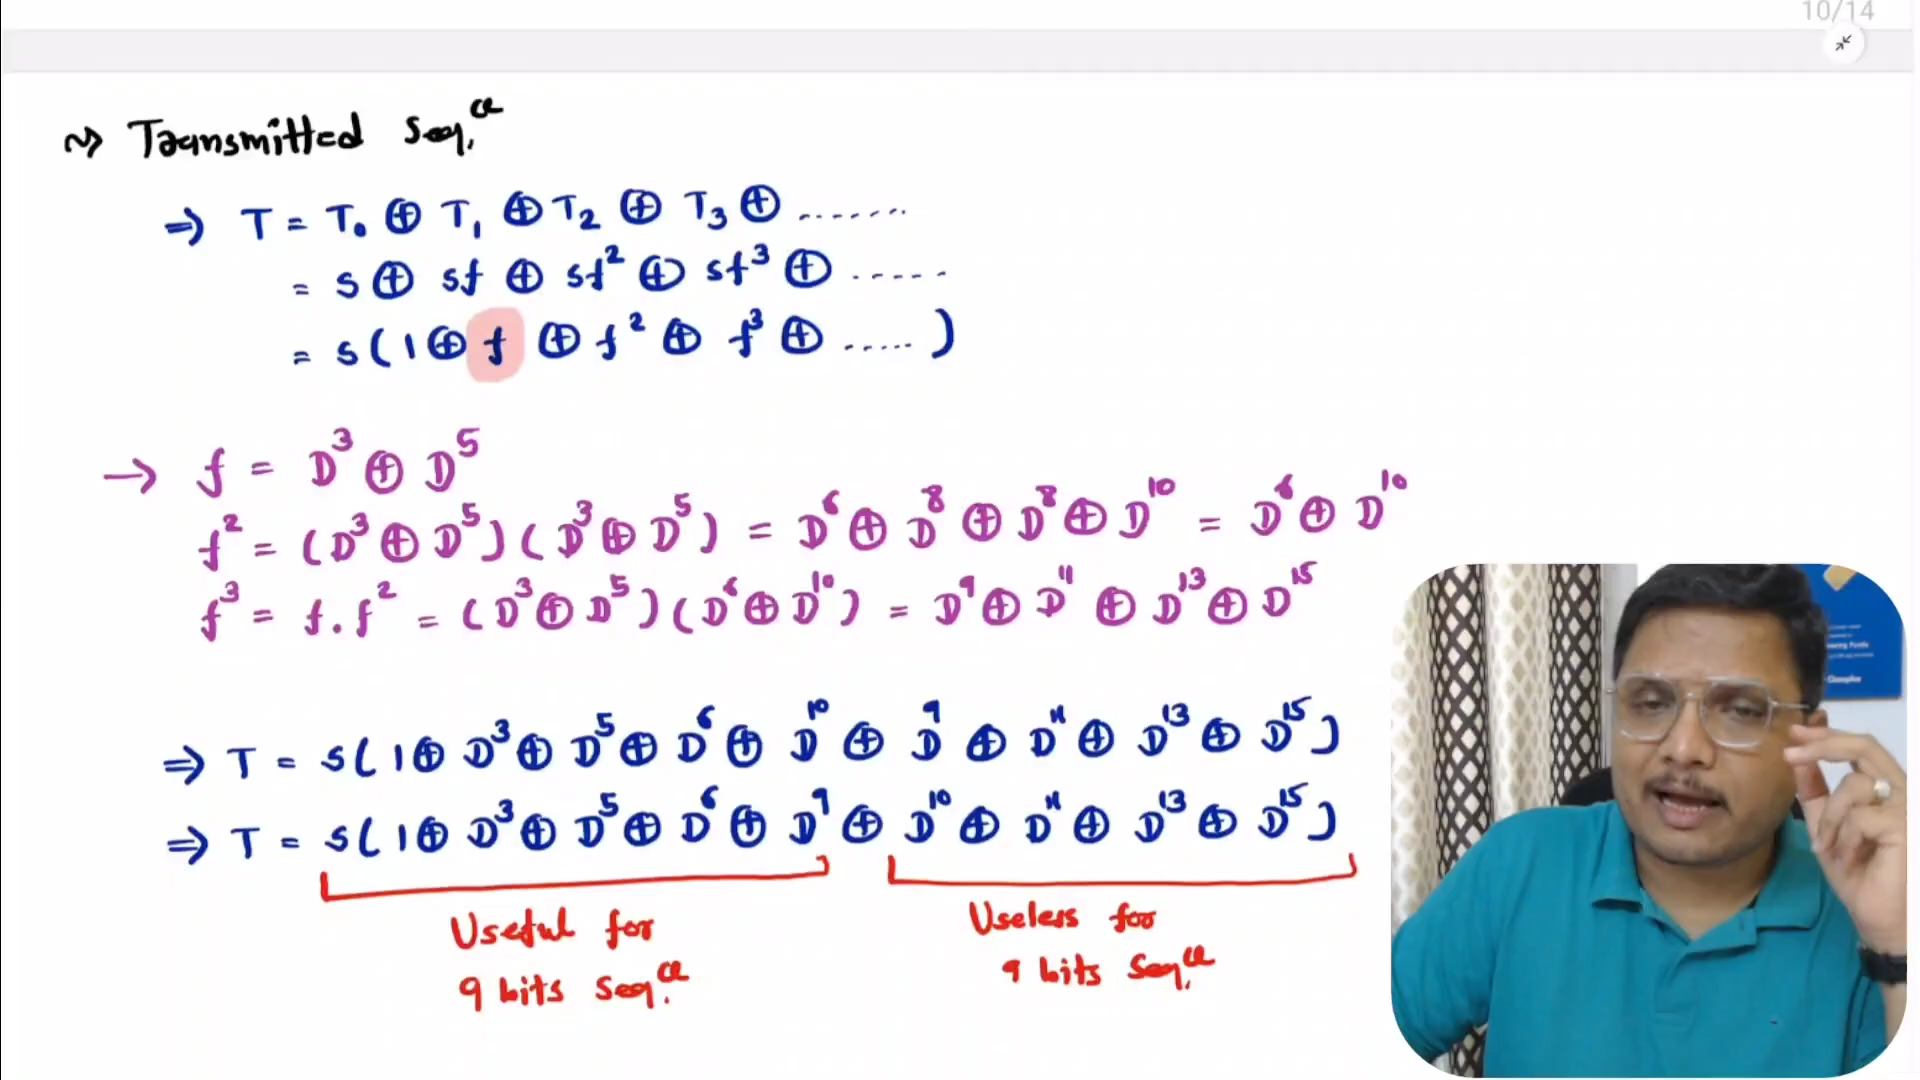 10/14
⇝ Transmitted Seq.ce
⇒ T = T₀ ⊕ T₁ ⊕ T₂ ⊕ T₃ ⊕ .......
= S ⊕ Sf ⊕ Sf² ⊕ Sf³ ⊕ .....
= S(1⊕ f ⊕ f² ⊕ f³ ⊕ ..... )
→ f = D³ ⊕ D⁵
f² = (D³ ⊕ D⁵)(D³ ⊕ D⁵) = D⁶ ⊕ D⁸ ⊕ D⁸ ⊕ D¹⁰ = D⁶ ⊕ D¹⁰
f³ = f.f² = (D³ ⊕ D⁵)(D⁶ ⊕ D¹⁰) = D⁹ ⊕ D¹¹ ⊕ D¹³ ⊕ D¹⁵
⇒ T = S(1⊕ D³ ⊕ D⁵ ⊕ D⁶ ⊕ D¹⁰ ⊕ D⁹ ⊕ D¹¹ ⊕ D¹³ ⊕ D¹⁵)
⇒ T = S(1⊕ D³ ⊕ D⁵ ⊕ D⁶ ⊕ D⁹ ⊕ D¹⁰ ⊕ D¹¹ ⊕ D¹³ ⊕ D¹⁵)
Useful for
9 bits Seq.ce
Useless for
9 bits Seq.ce